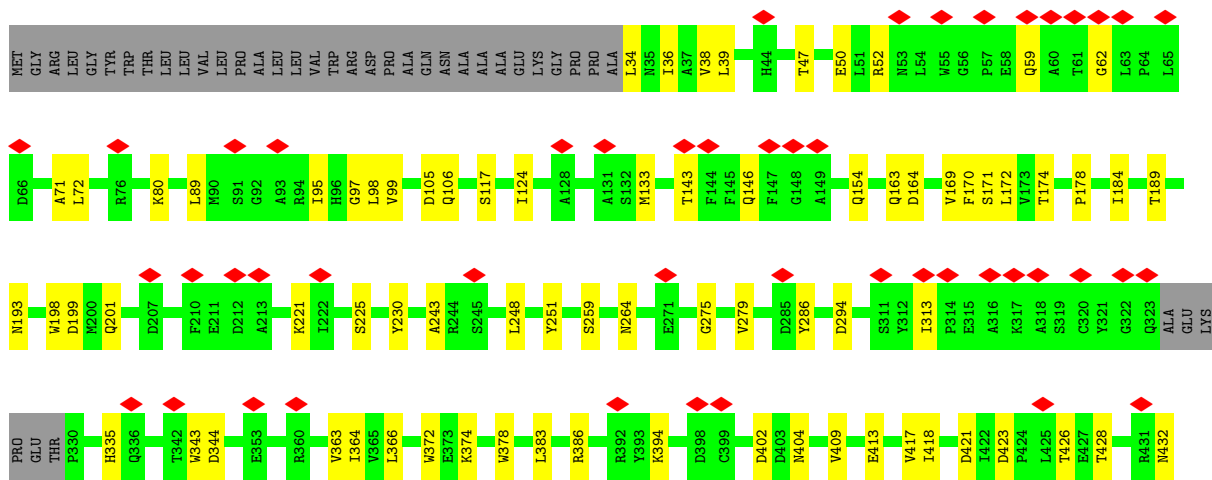 MET GLY ARG LEU GLY TYR TRP THR LEU LEU VAL LEU PRO ALA LEU LEU VAL TRP ARG ASP PRO ALA GLN ASN ALA ALA ALA GLU LYS GLY PRO PRO ALA L34 N35 I36 A37 V38 L39 H44 T47 E50 L51 R52 N53 L54 W55 G56 P57 E58 Q59 A60 T61 G62 L63 P64 L65
D66 A71 L72 R76 K80 L89 M90 S91 G92 A93 R94 I95 H96 G97 L98 V99 D105 Q106 S117 I124 A128 A131 S132 M133 T143 F144 F145 Q146 F147 G148 A149 Q154 Q163 D164 V169 F170 S171 L172 V173 T174 P178 I184 T189
N193 W198 D199 M200 Q201 D207 F210 E211 D212 A213 K221 I222 S225 Y230 A243 R244 S245 L248 Y251 S259 N264 E271 G275 V279 D285 Y286 D294 S311 Y312 I313 P314 E315 A316 K317 A318 S319 C320 Y321 G322 Q323 ALA GLU LYS
PRO GLU THR P330 H335 Q336 T342 W343 D344 E353 R360 V363 I364 V365 L366 W372 E373 K374 W378 L383 R386 R392 Y393 K394 D398 C399 D402 D403 N404 V409 E413 V417 I418 D421 I422 D423 P424 L425 T426 E427 T428 R431 N432